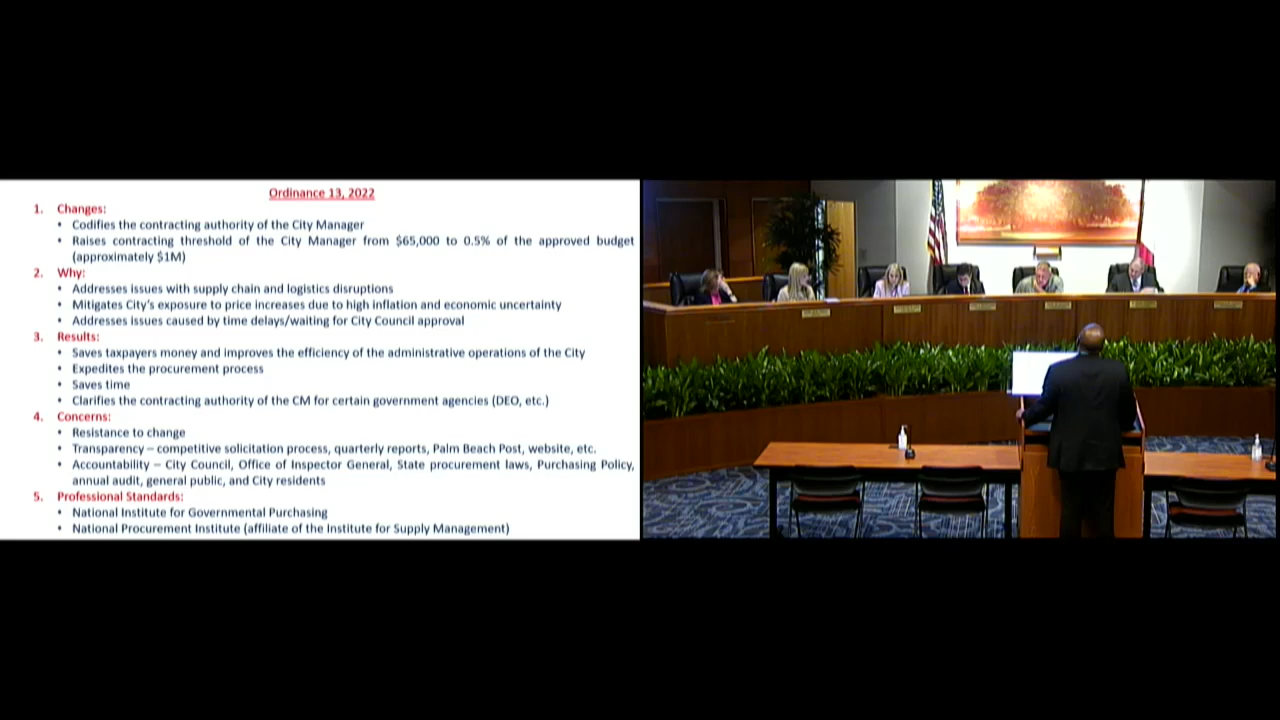 Ordinance 13, 2022
1. Changes:
• Codifies the contracting authority of the City Manager
• Raises contracting threshold of the City Manager from $65,000 to 0.5% of the approved budget
(approximately $1M)
2. Why:
• Addresses issues with supply chain and logistics disruptions
• Mitigates City's exposure to price increases due to high inflation and economic uncertainty
• Addresses issues caused by time delays/waiting for City Council approval
3. Results:
• Saves taxpayers money and improves the efficiency of the administrative operations of the City
• Expedites the procurement process
• Saves time
• Clarifies the contracting authority of the CM for certain government agencies (DEO, etc.)
4. Concerns:
• Resistance to change
• Transparency – competitive solicitation process, quarterly reports, Palm Beach Post, website, etc.
• Accountability – City Council, Office of Inspector General, State procurement laws, Purchasing Policy,
annual audit, general public, and City residents
5. Professional Standards:
• National Institute for Governmental Purchasing
• National Procurement Institute (affiliate of the Institute for Supply Management)